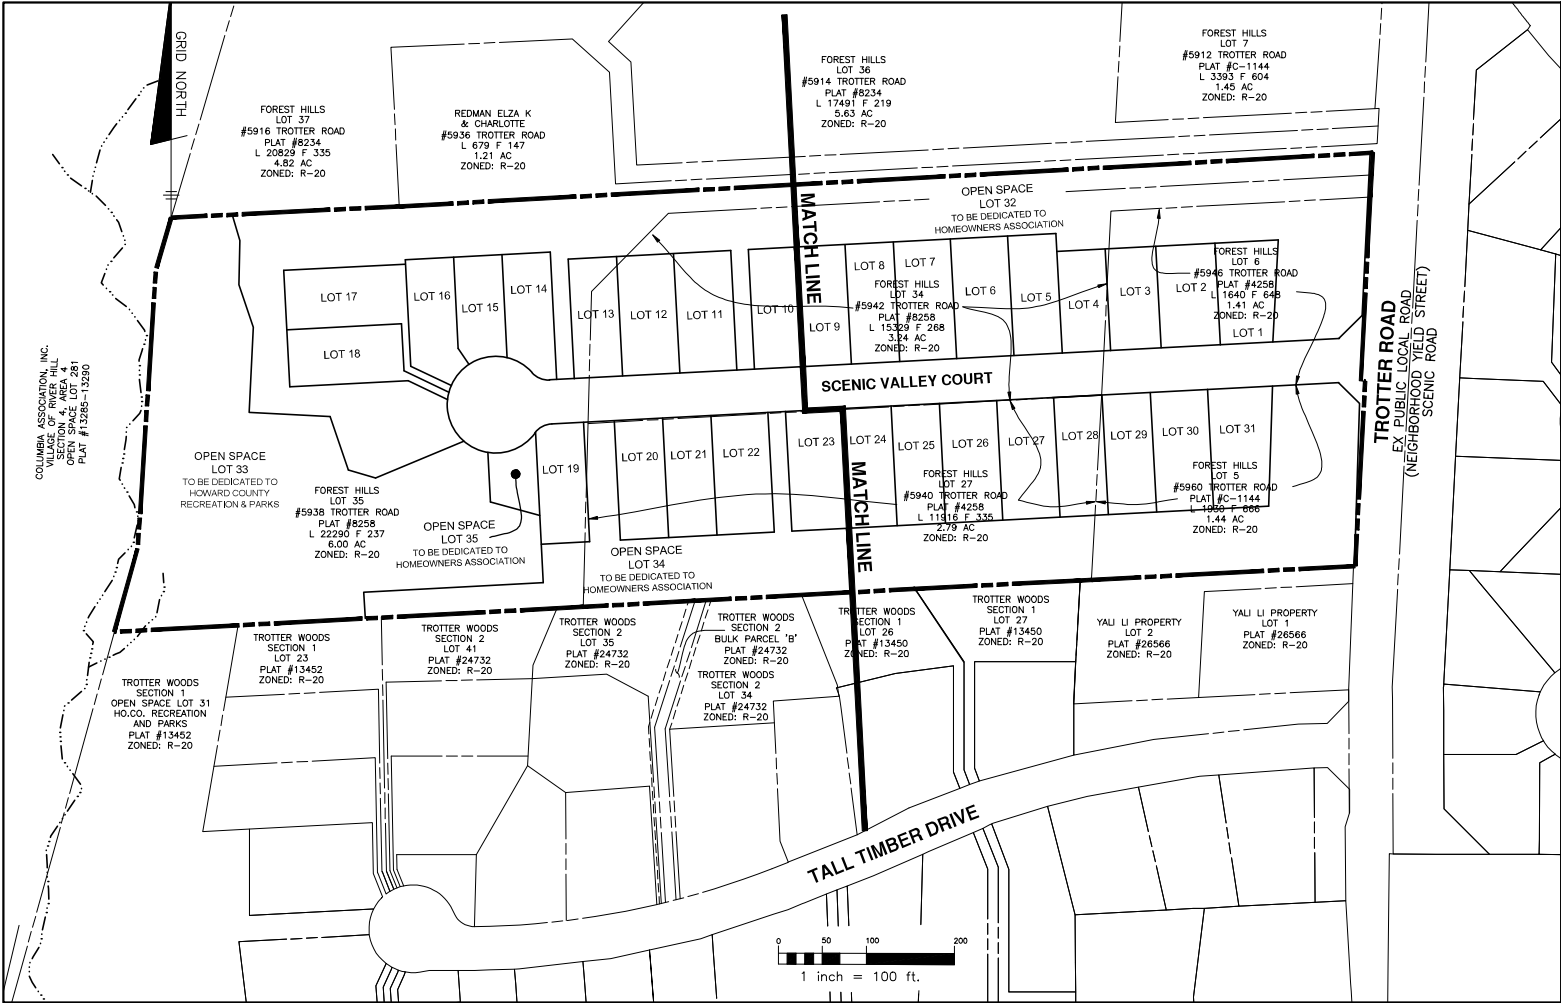 GRID NORTH
FOREST HILLS
LOT 37
#5916 TROTTER ROAD
PLAT #8234
L 20829 F 335
4.82 AC
ZONED: R-20
REDMAN ELZA K
& CHARLOTTE
#5936 TROTTER ROAD
L 679 F 147
1.21 AC
ZONED: R-20
FOREST HILLS
LOT 36
#5914 TROTTER ROAD
PLAT #8234
L 17491 F 219
5.63 AC
ZONED: R-20
FOREST HILLS
LOT 7
#5912 TROTTER ROAD
PLAT #C-1144
L 3393 F 604
1.45 AC
ZONED: R-20
OPEN SPACE
LOT 32
TO BE DEDICATED TO
HOMEOWNERS ASSOCIATION
MATCH LINE
LOT 17
LOT 18
LOT 16
LOT 15
LOT 14
LOT 13
LOT 12
LOT 11
LOT 10
LOT 9
LOT 8
LOT 7
LOT 6
LOT 5
LOT 4
LOT 3
LOT 2
LOT 1
FOREST HILLS
LOT 34
#5942 TROTTER ROAD
PLAT #8258
L 15329 F 268
3.24 AC
ZONED: R-20
FOREST HILLS
LOT 6
#5946 TROTTER ROAD
PLAT #4258
L 1640 F 648
1.41 AC
ZONED: R-20
SCENIC VALLEY COURT
TROTTER ROAD
EX PUBLIC LOCAL ROAD
(NEIGHBORHOOD YIELD STREET)
SCENIC ROAD
COLUMBIA ASSOCIATION, INC.
VILLAGE OF RIVER HILL
SECTION 4, AREA 4
OPEN SPACE LOT 281
PLAT #13285-13290
OPEN SPACE
LOT 33
TO BE DEDICATED TO
HOWARD COUNTY
RECREATION & PARKS
FOREST HILLS
LOT 35
#5938 TROTTER ROAD
PLAT #8258
L 22290 F 237
6.00 AC
ZONED: R-20
OPEN SPACE
LOT 35
TO BE DEDICATED TO
HOMEOWNERS ASSOCIATION
LOT 19
LOT 20
LOT 21
LOT 22
LOT 23
LOT 24
LOT 25
LOT 26
LOT 27
LOT 28
LOT 29
LOT 30
LOT 31
OPEN SPACE
LOT 34
TO BE DEDICATED TO
HOMEOWNERS ASSOCIATION
MATCH LINE
FOREST HILLS
LOT 27
#5940 TROTTER ROAD
PLAT #4258
L 11916 F 335
2.79 AC
ZONED: R-20
FOREST HILLS
LOT 5
#5960 TROTTER ROAD
PLAT #C-1144
L 1930 F 666
1.44 AC
ZONED: R-20
TROTTER WOODS
SECTION 1
OPEN SPACE LOT 31
HO.CO. RECREATION
AND PARKS
PLAT #13452
ZONED: R-20
TROTTER WOODS
SECTION 1
LOT 23
PLAT #13452
ZONED: R-20
TROTTER WOODS
SECTION 2
LOT 41
PLAT #24732
ZONED: R-20
TROTTER WOODS
SECTION 2
LOT 35
PLAT #24732
ZONED: R-20
TROTTER WOODS
SECTION 2
BULK PARCEL 'B'
PLAT #24732
ZONED: R-20
TROTTER WOODS
SECTION 2
LOT 34
PLAT #24732
ZONED: R-20
TROTTER WOODS
SECTION 1
LOT 26
PLAT #13450
ZONED: R-20
TROTTER WOODS
SECTION 1
LOT 27
PLAT #13450
ZONED: R-20
YALI LI PROPERTY
LOT 2
PLAT #26566
ZONED: R-20
YALI LI PROPERTY
LOT 1
PLAT #26566
ZONED: R-20
TALL TIMBER DRIVE
0 50 100 200
1 inch = 100 ft.